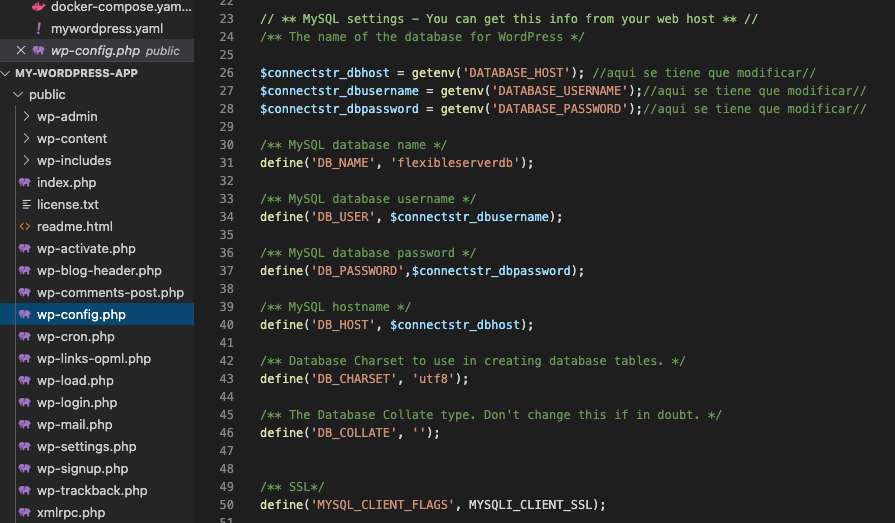 docker-compose.yam...
! mywordpress.yaml
wp-config.php public
MY-WORDPRESS-APP
public
wp-admin
wp-content
wp-includes
index.php
license.txt
readme.html
wp-activate.php
wp-blog-header.php
wp-comments-post.php
wp-config.php
wp-cron.php
wp-links-opml.php
wp-load.php
wp-login.php
wp-mail.php
wp-settings.php
wp-signup.php
wp-trackback.php
xmlrpc.php
22
23 // ** MySQL settings - You can get this info from your web host ** //
24 /** The name of the database for WordPress */
25
26 $connectstr_dbhost = getenv('DATABASE_HOST'); //aqui se tiene que modificar//
27 $connectstr_dbusername = getenv('DATABASE_USERNAME');//aqui se tiene que modificar//
28 $connectstr_dbpassword = getenv('DATABASE_PASSWORD');//aqui se tiene que modificar//
29
30 /** MySQL database name */
31 define('DB_NAME', 'flexibleserverdb');
32
33 /** MySQL database username */
34 define('DB_USER', $connectstr_dbusername);
35
36 /** MySQL database password */
37 define('DB_PASSWORD',$connectstr_dbpassword);
38
39 /** MySQL hostname */
40 define('DB_HOST', $connectstr_dbhost);
41
42 /** Database Charset to use in creating database tables. */
43 define('DB_CHARSET', 'utf8');
44
45 /** The Database Collate type. Don't change this if in doubt. */
46 define('DB_COLLATE', '');
47
48
49 /** SSL*/
50 define('MYSQL_CLIENT_FLAGS', MYSQLI_CLIENT_SSL);
51